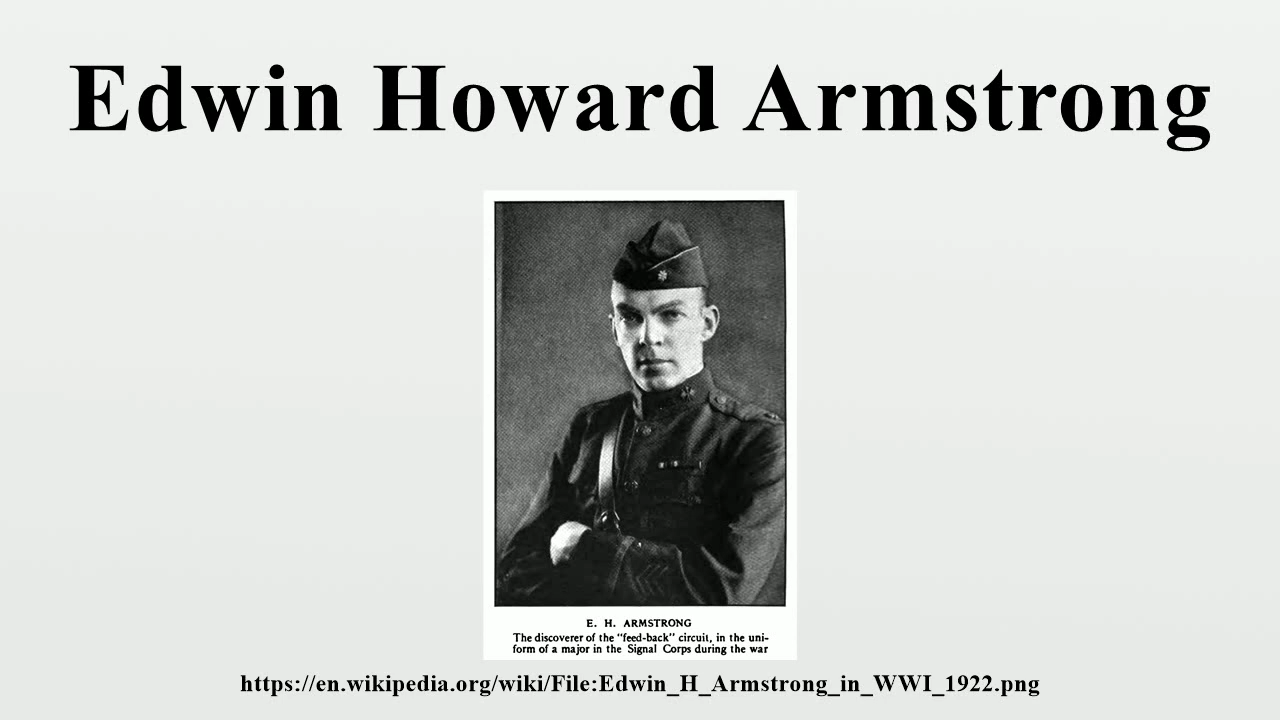 Edwin Howard Armstrong
E. H. ARMSTRONG
The discoverer of the "feed-back" circuit, in the uni-
form of a major in the Signal Corps during the war
https://en.wikipedia.org/wiki/File:Edwin_H_Armstrong_in_WWI_1922.png